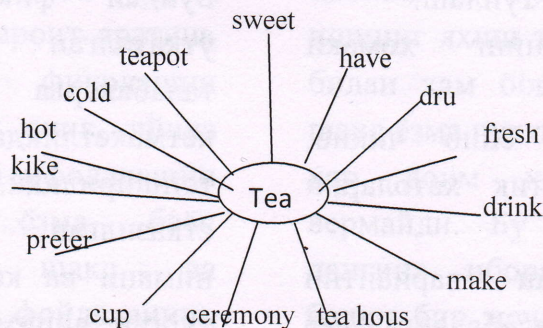 sweet
teapot
have
cold
dru
hot
fresh
kike
Tea
drink
preter
make
cup
ceremony
tea hous